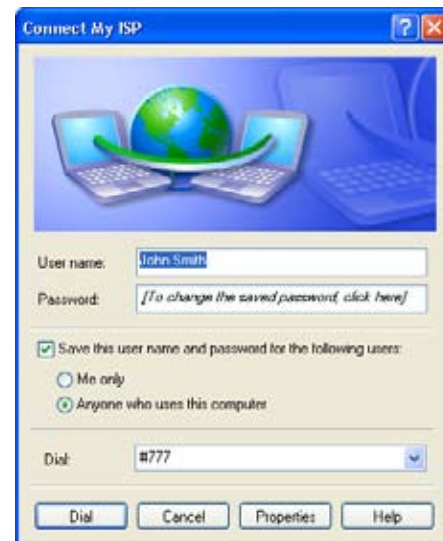 Connect My ISP
User name: John Smith
Password: [To change the saved password, click here]
Save this user name and password for the following users:
Me only
Anyone who uses this computer
Dial: #777
Dial Cancel Properties Help